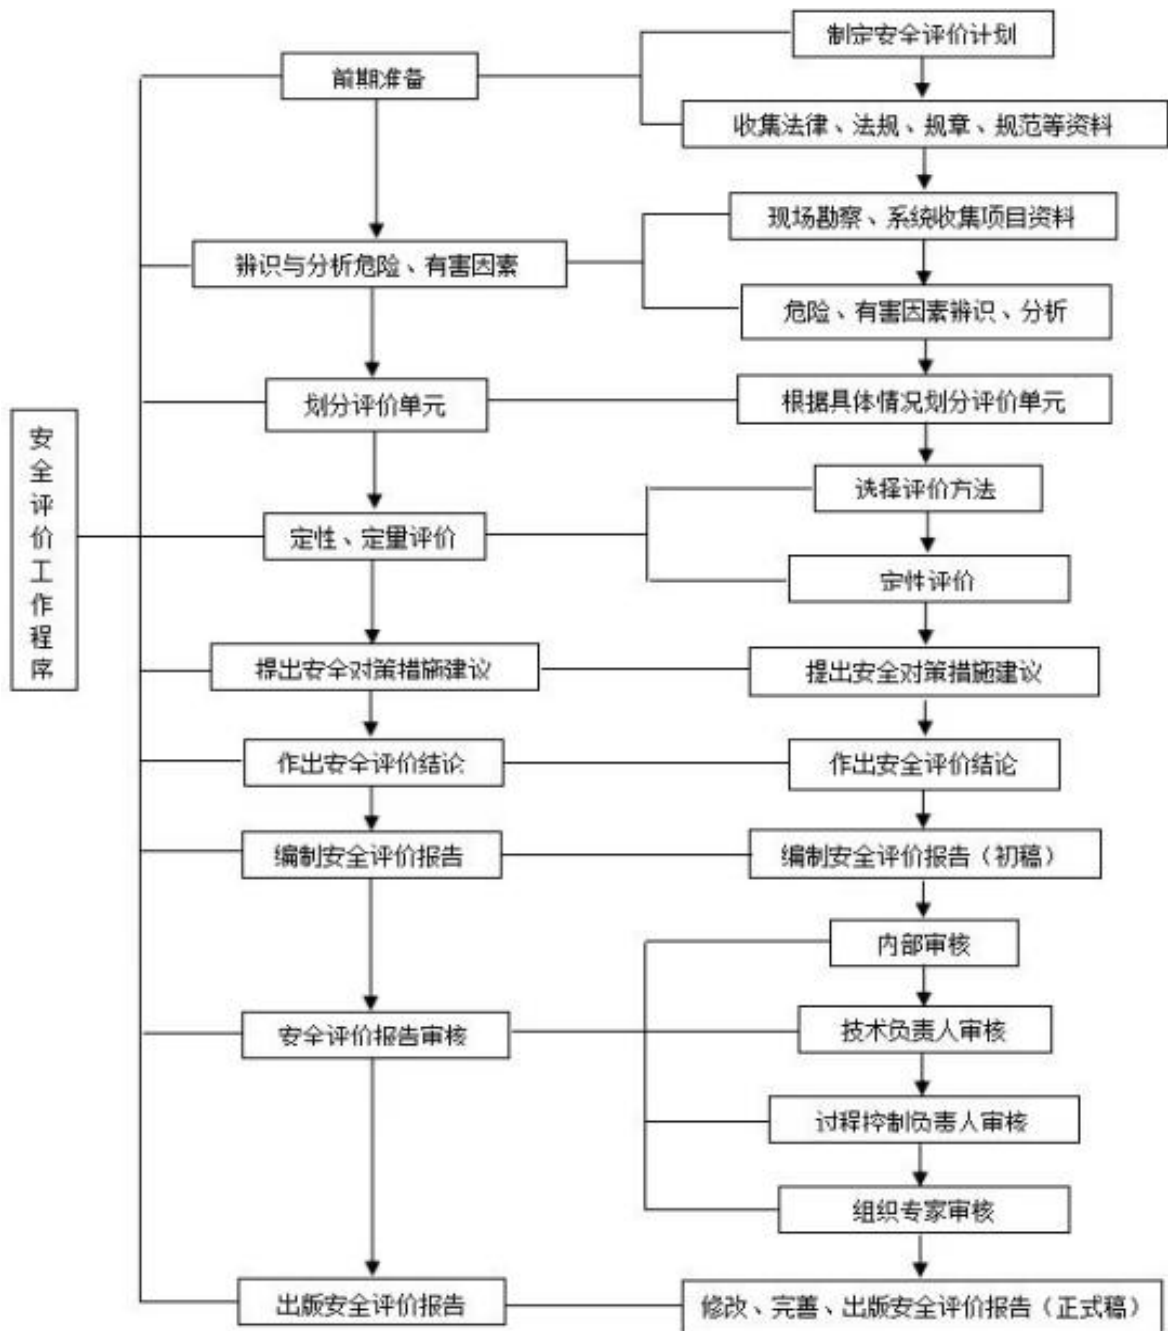 制定安全评价计划
前期准备
收集法律、法规、规章、规范等资料
现场勘察、系统收集项目资料
辨识与分析危险、有害因素
危险、有害因素辨识、分析
划分评价单元
根据具体情况划分评价单元
安全评价工作程序
选择评价方法
定性、定量评价
定性评价
提出安全对策措施建议
提出安全对策措施建议
作出安全评价结论
作出安全评价结论
编制安全评价报告
编制安全评价报告（初稿）
内部审核
安全评价报告审核
技术负责人审核
过程控制负责人审核
组织专家审核
出版安全评价报告
修改、完善、出版安全评价报告（正式稿）